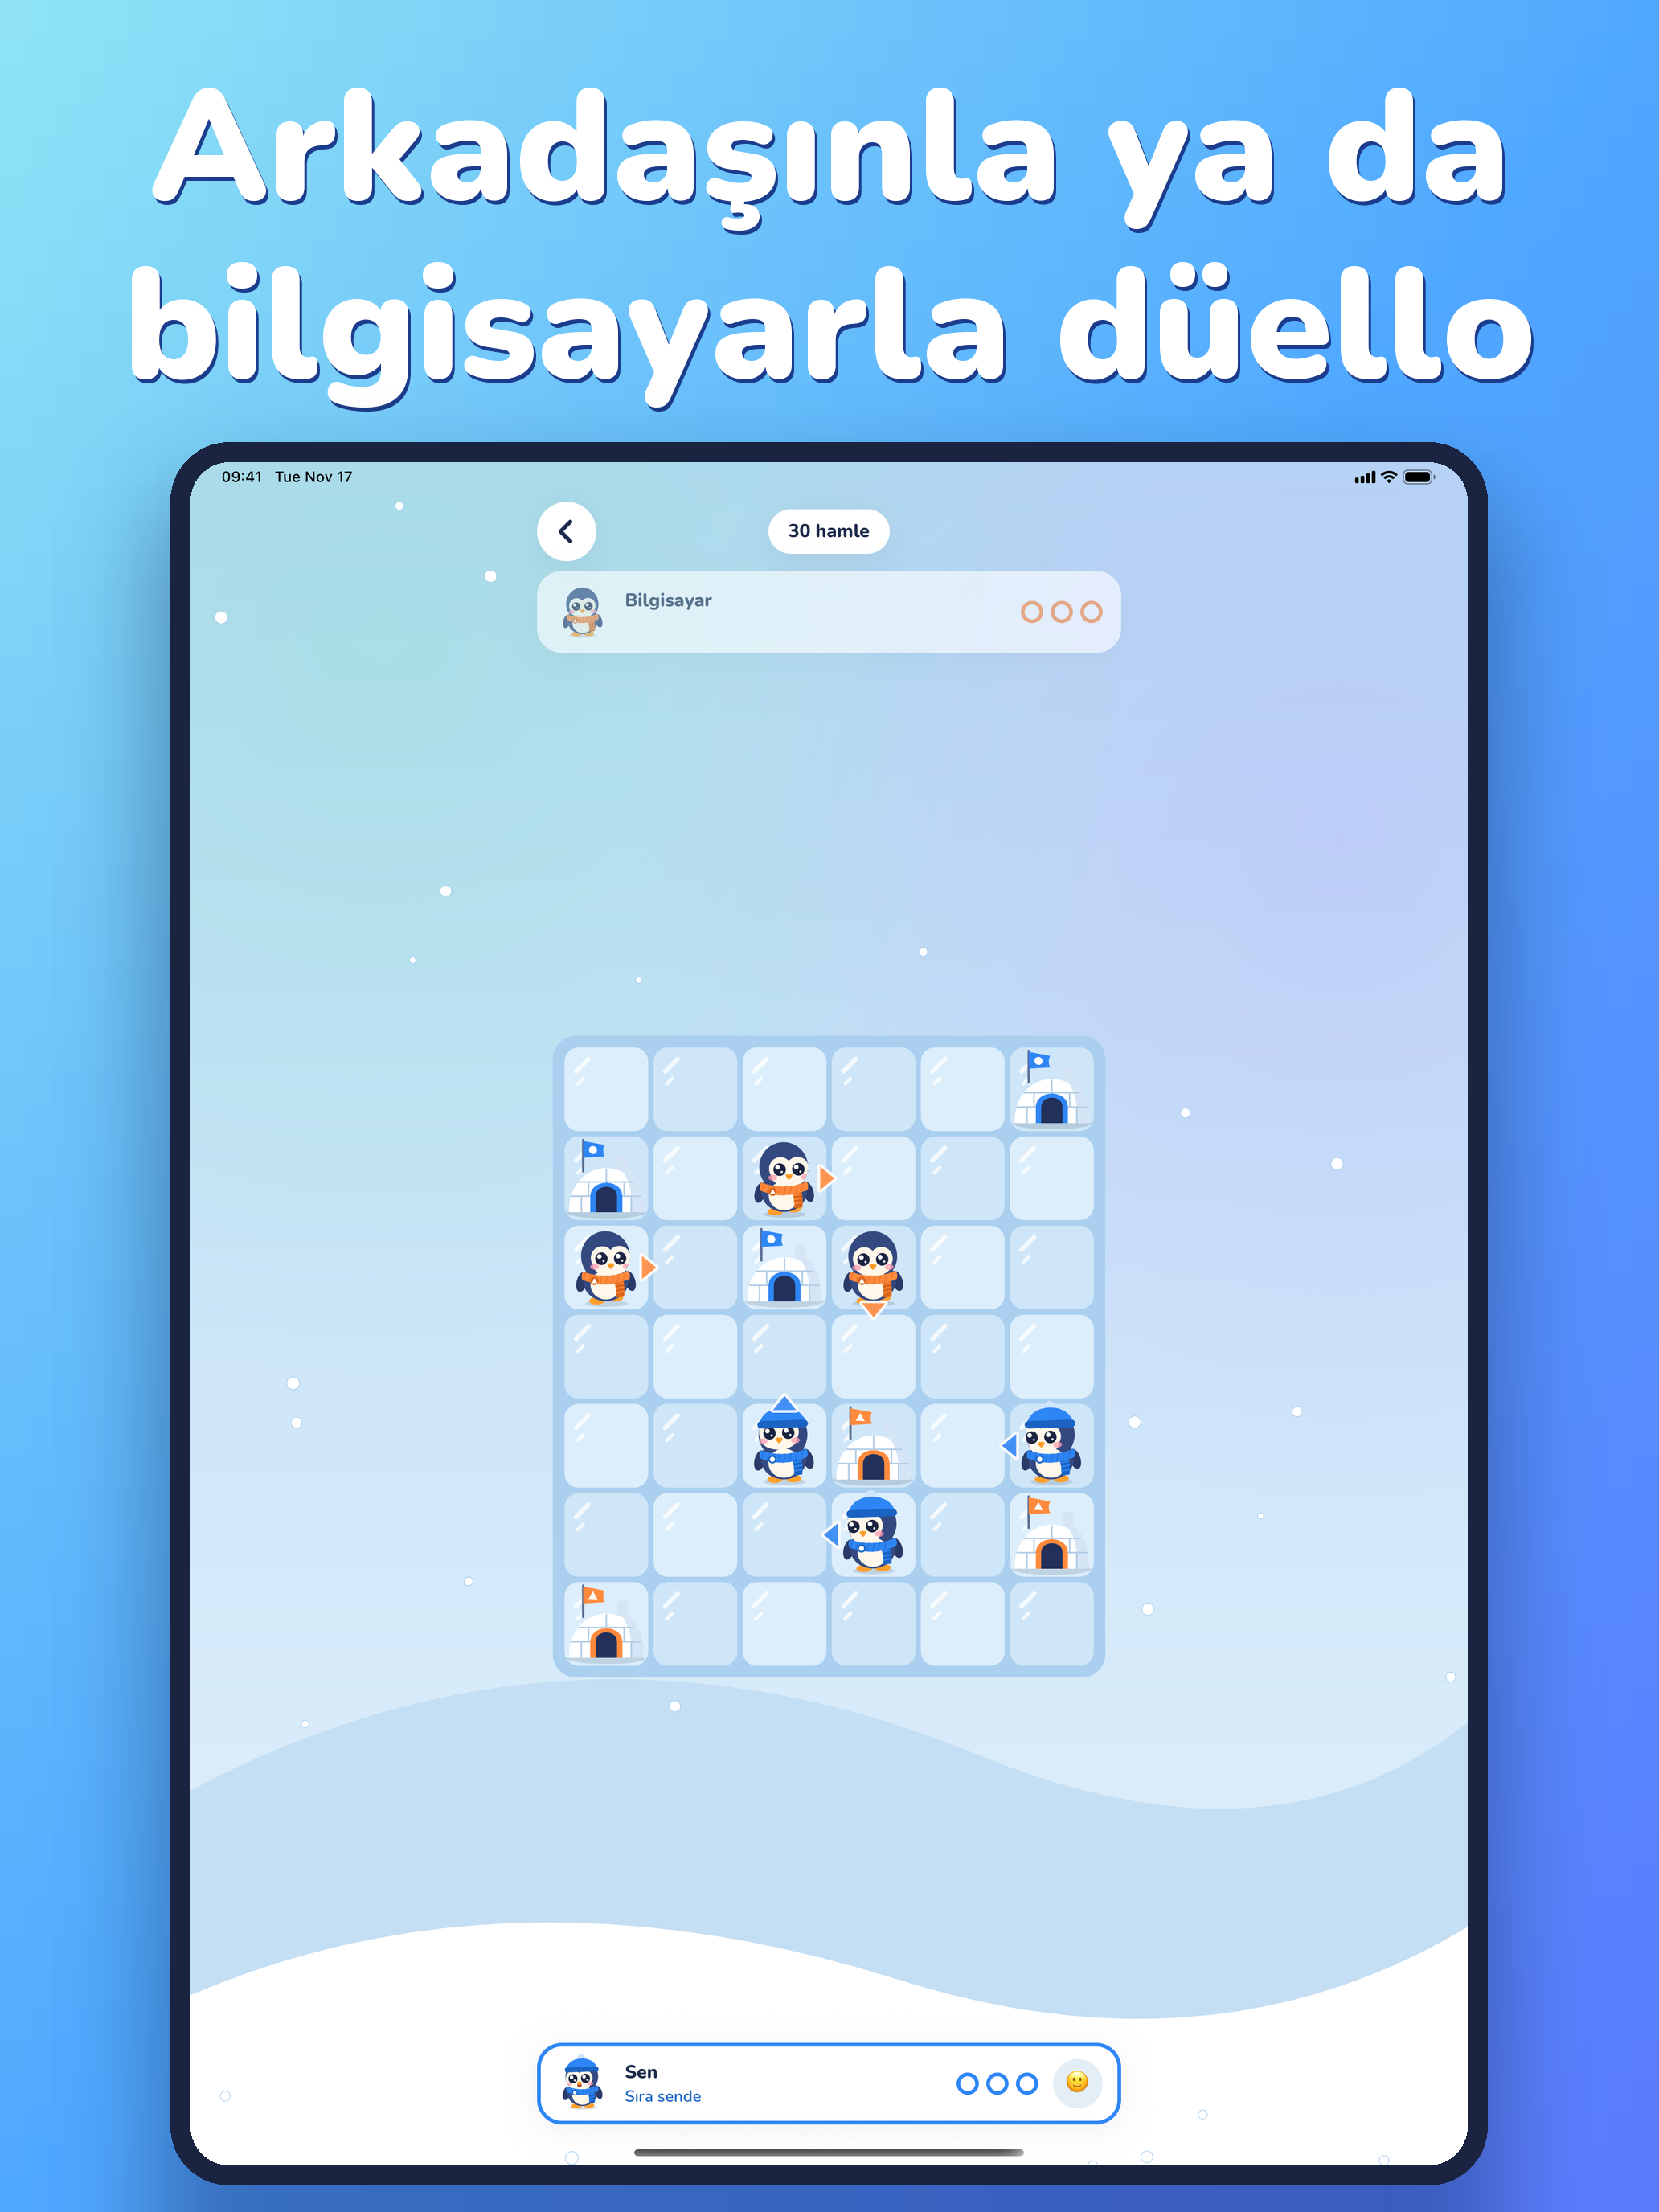 Arkadaşınla ya da
bilgisayarla düello
09:41 Tue Nov 17
30 hamle
Bilgisayar
Sen
Sıra sende